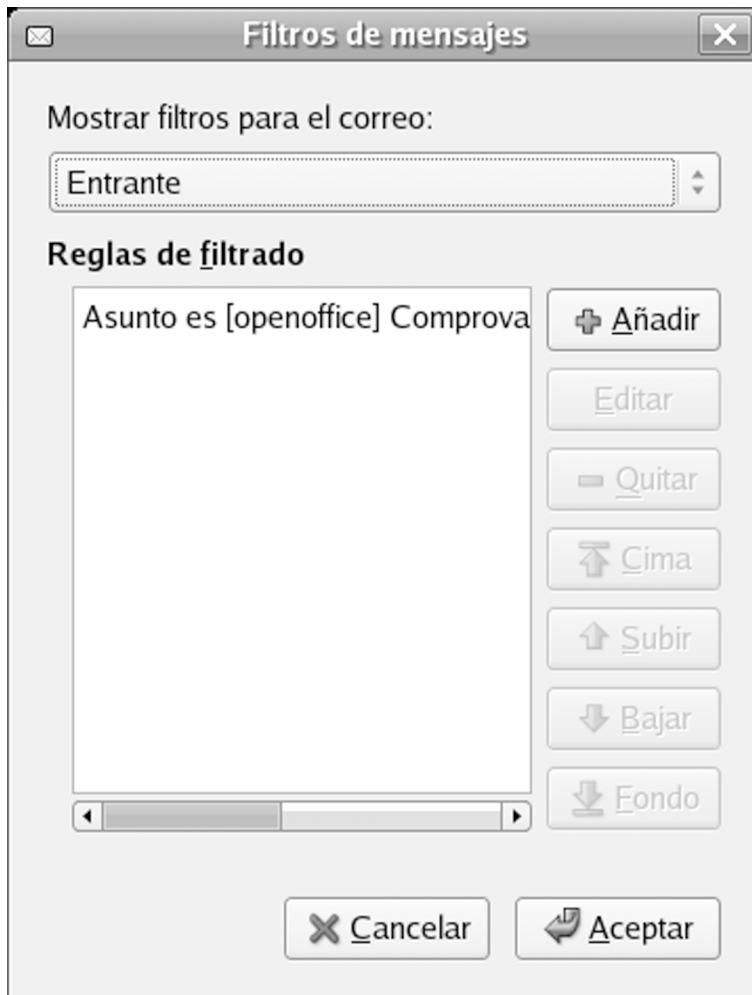 Filtros de mensajes
Mostrar filtros para el correo:
Entrante
Reglas de filtrado
Asunto es [openoffice] Comprova
Añadir
Editar
Quitar
Cima
Subir
Bajar
Fondo
Cancelar
Aceptar